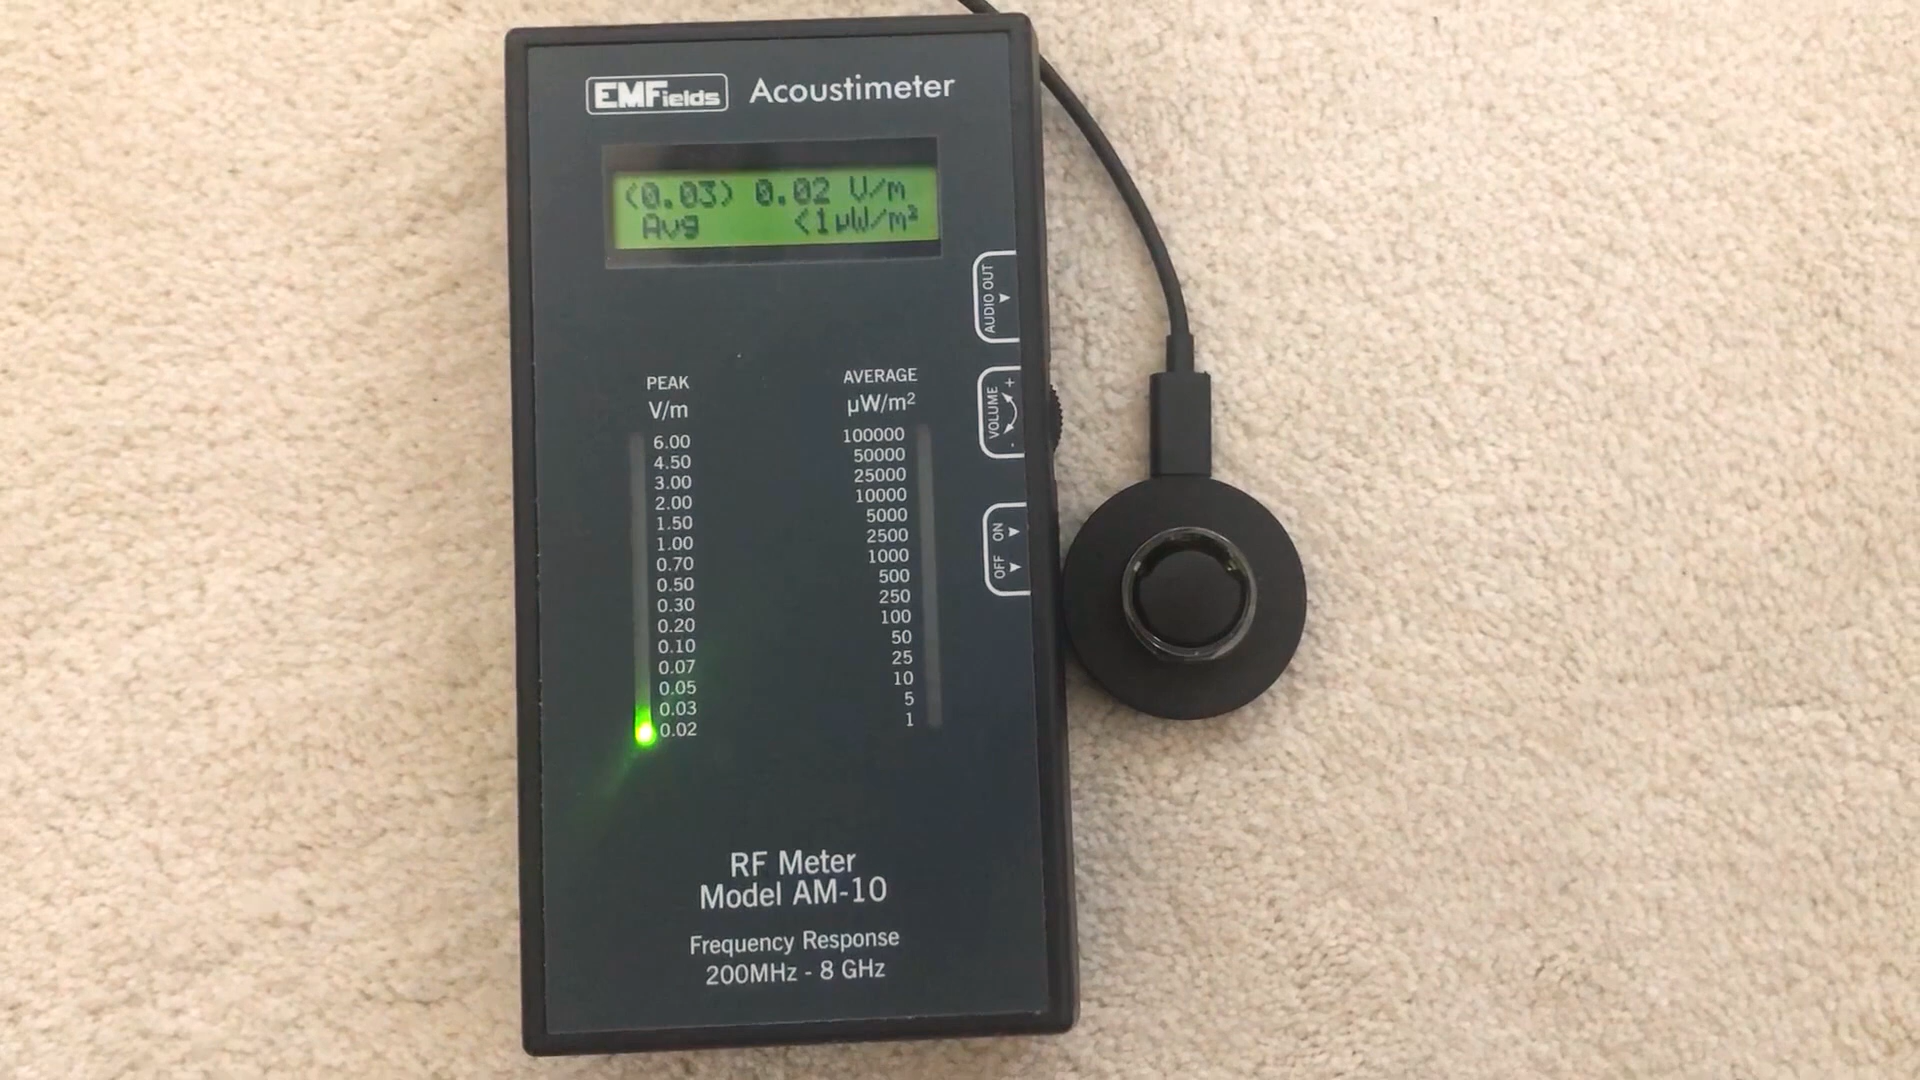 EMFields Acoustimeter
(0.03) 0.02 V/m
Avg <1µW/m²
AUDIO OUT
VOLUME
- +
OFF ON
PEAK
V/m
6.00
4.50
3.00
2.00
1.50
1.00
0.70
0.50
0.30
0.20
0.10
0.07
0.05
0.03
0.02
AVERAGE
µW/m²
100000
50000
25000
10000
5000
2500
1000
500
250
100
50
25
10
5
1
RF Meter
Model AM-10
Frequency Response
200MHz - 8 GHz